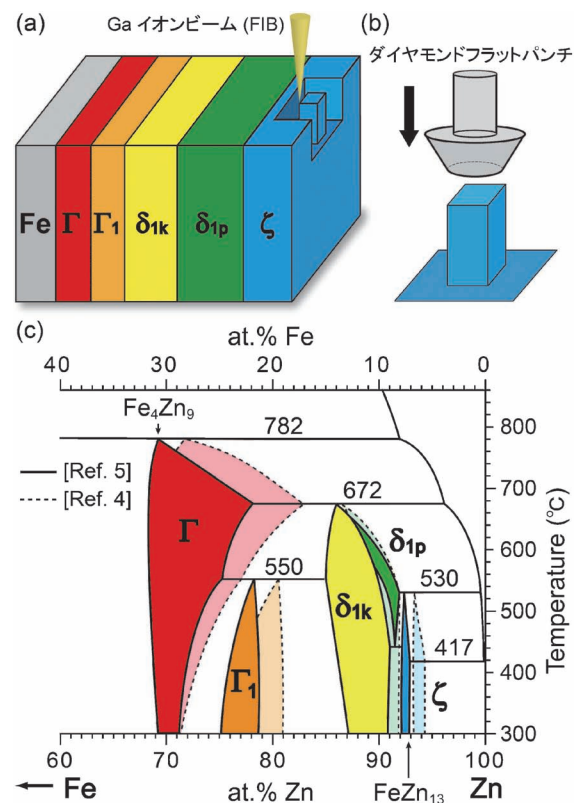 (a)
Ga イオンビーム (FIB)
Fe Γ Γ₁ δ₁ₖ δ₁ₚ ζ
(b)
ダイヤモンドフラットパンチ
(c)
at.% Fe
40 30 20 10 0
Fe₄Zn₉
782
[Ref. 5]
[Ref. 4]
672
550
530
417
Γ
Γ₁
δ₁ₖ
δ₁ₚ
ζ
800
700
600
500
400
300
Temperature (℃)
60 70 80 90 100
Fe
at.% Zn
FeZn₁₃
Zn